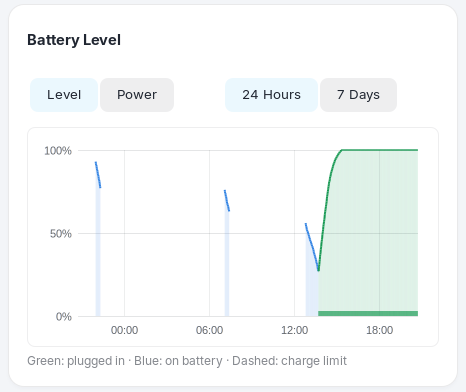 Battery Level
Level Power 24 Hours 7 Days
100%
50%
0%
00:00 06:00 12:00 18:00
Green: plugged in · Blue: on battery · Dashed: charge limit